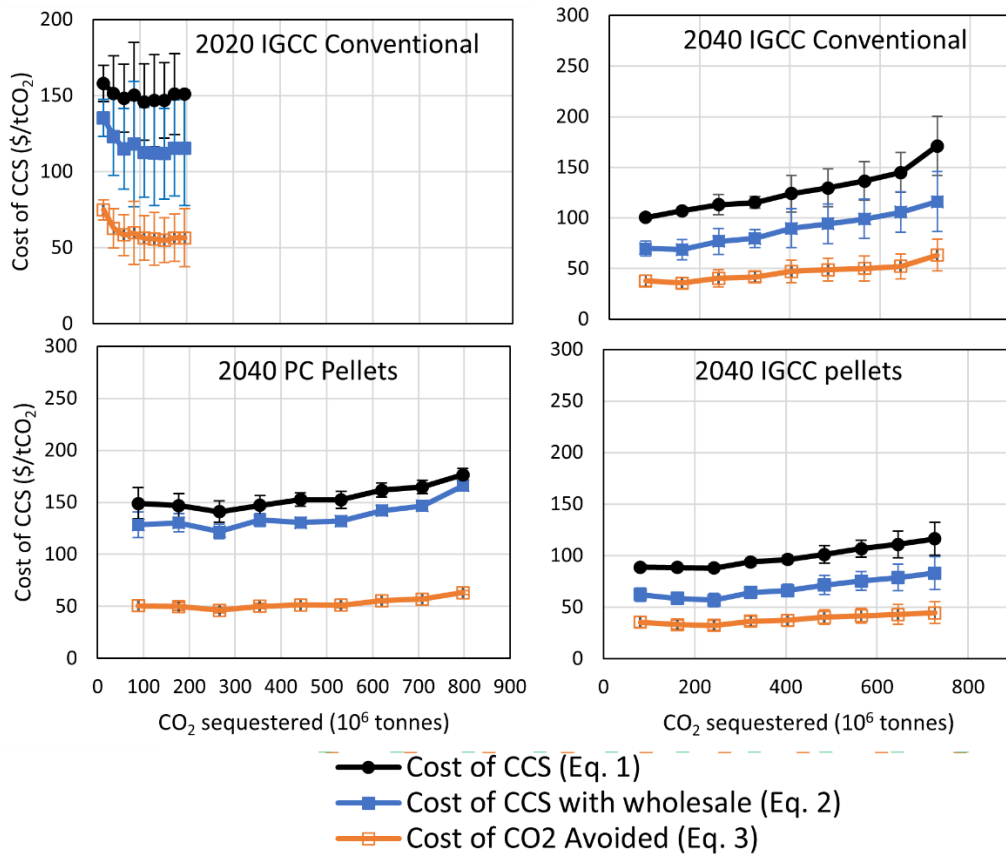 2020 IGCC Conventional
Cost of CCS ($/tCO₂)
200
150
100
50
0
2040 IGCC Conventional
300
250
200
150
100
50
0
2040 PC Pellets
Cost of CCS ($/tCO₂)
300
250
200
150
100
50
0
0 100 200 300 400 500 600 700 800 900
CO₂ sequestered (10⁶ tonnes)
2040 IGCC pellets
300
250
200
150
100
50
0
0 200 400 600 800
CO₂ sequestered (10⁶ tonnes)
Cost of CCS (Eq. 1)
Cost of CCS with wholesale (Eq. 2)
Cost of CO2 Avoided (Eq. 3)